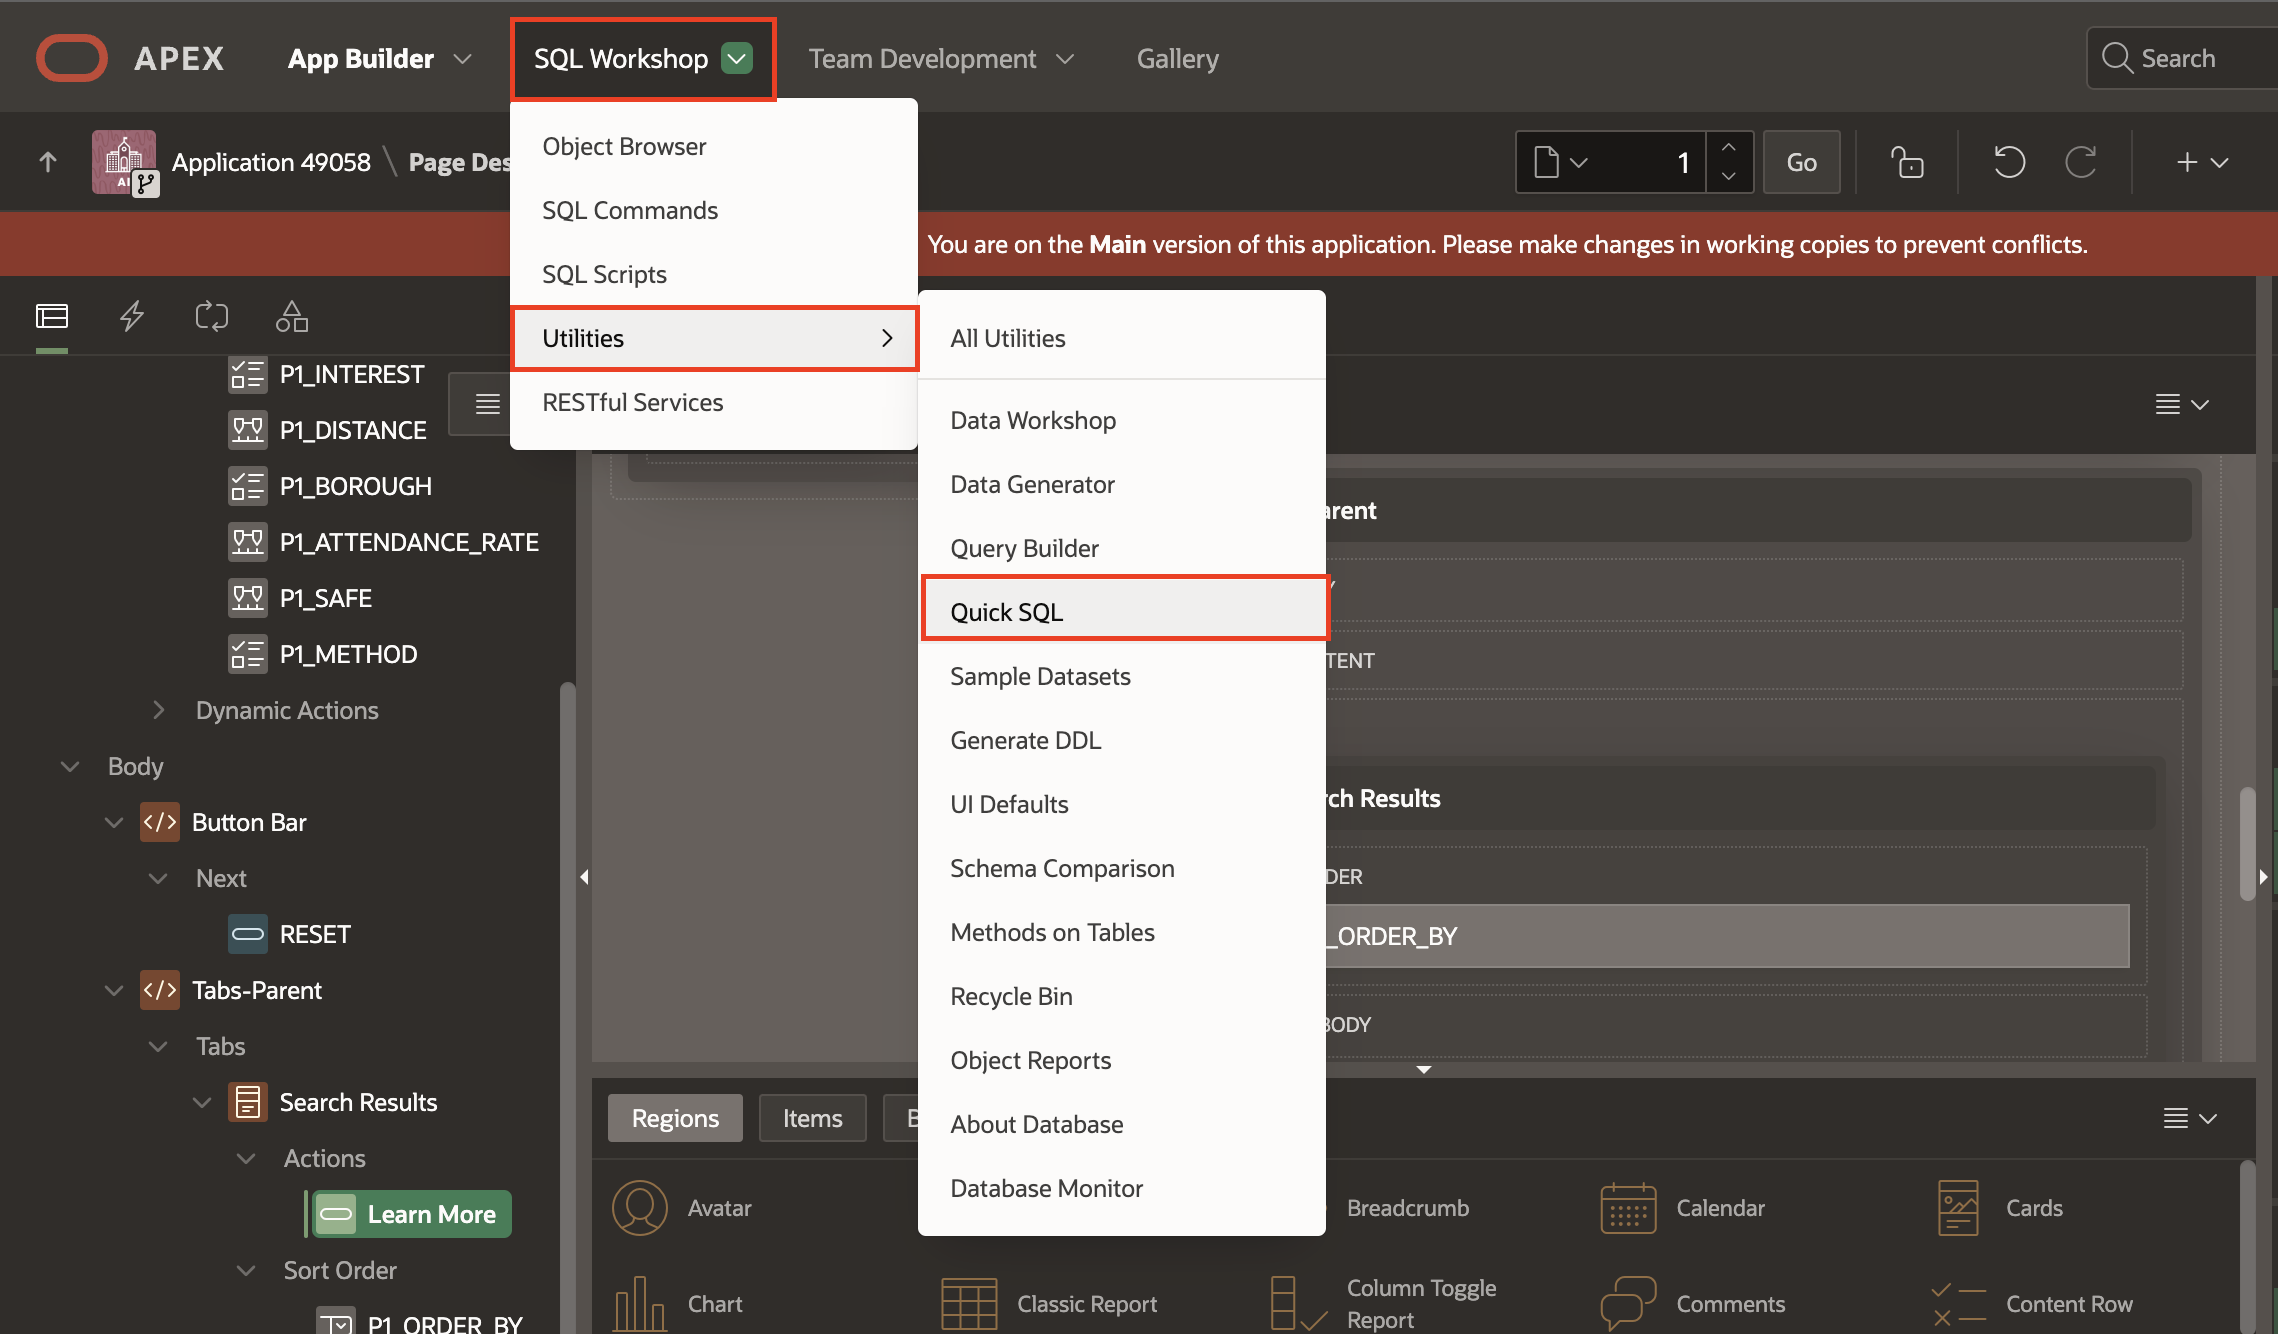 APEX
App Builder
SQL Workshop
Team Development
Gallery
Search
Application 49058 \ Page Des
1
Go
You are on the Main version of this application. Please make changes in working copies to prevent conflicts.
Object Browser
SQL Commands
SQL Scripts
Utilities
RESTful Services
All Utilities
Data Workshop
Data Generator
Query Builder
Quick SQL
Sample Datasets
Generate DDL
UI Defaults
Schema Comparison
Methods on Tables
Recycle Bin
Object Reports
About Database
Database Monitor
P1_INTEREST
P1_DISTANCE
P1_BOROUGH
P1_ATTENDANCE_RATE
P1_SAFE
P1_METHOD
Dynamic Actions
Body
Button Bar
Next
RESET
Tabs-Parent
Tabs
Search Results
Actions
Learn More
Sort Order
P1_ORDER_BY
arent
TENT
rch Results
DER
_ORDER_BY
BODY
Regions
Items
B
Avatar
Breadcrumb
Calendar
Cards
Chart
Classic Report
Column Toggle
Report
Comments
Content Row